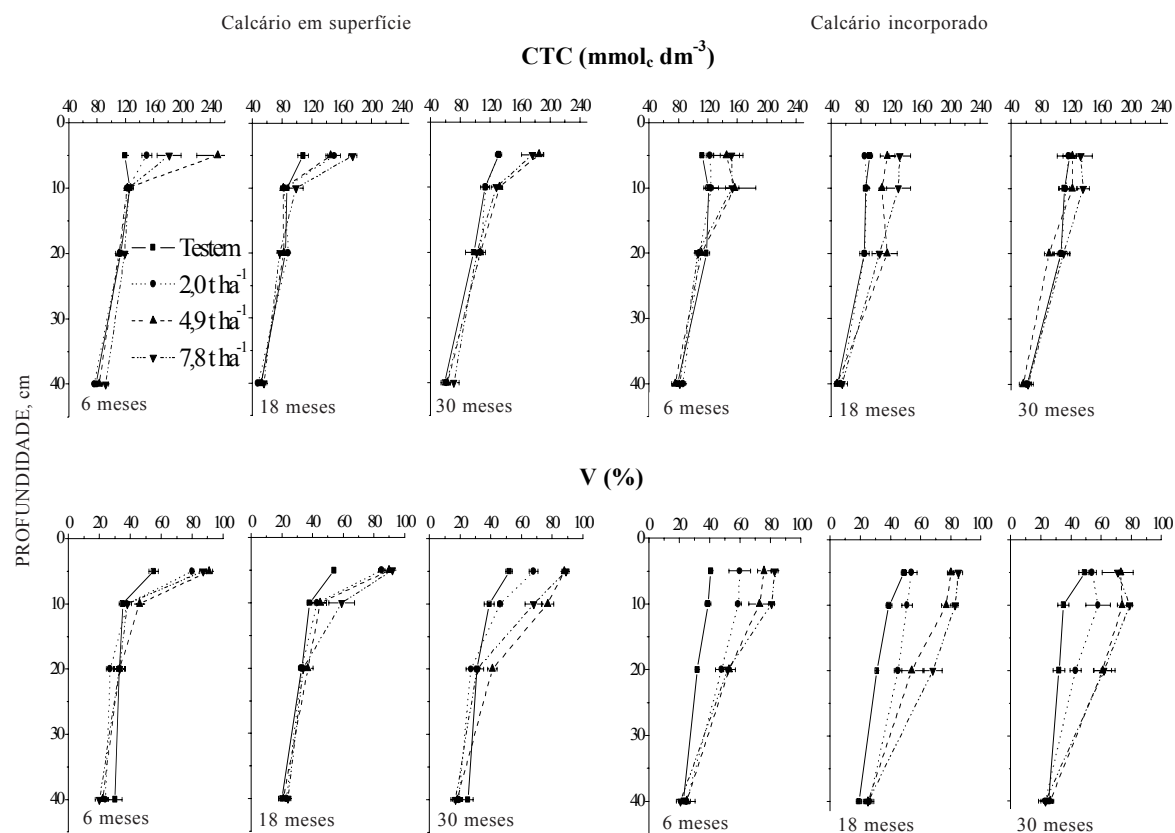 Calcário em superfície Calcário incorporado
CTC (mmolc dm-3)
40 80 120 160 200 240 40 80 120 160 200 240 40 80 120 160 200 240 40 80 120 160 200 240 40 80 120 160 200 240 40 80 120 160 200 240
0
10
20
30
40
Testem
2,0 t ha-1
4,9 t ha-1
7,8 t ha-1
6 meses 18 meses 30 meses 6 meses 18 meses 30 meses
PROFUNDIDADE, cm
V (%)
0 20 40 60 80 100 0 20 40 60 80 100 0 20 40 60 80 100 0 20 40 60 80 100 0 20 40 60 80 100 0 20 40 60 80 100
0
10
20
30
40
6 meses 18 meses 30 meses 6 meses 18 meses 30 meses